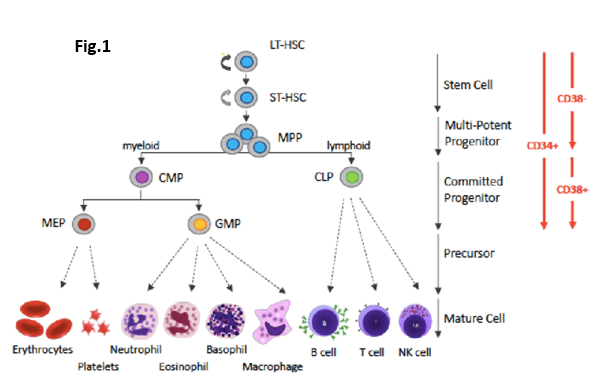 Fig.1
LT-HSC
ST-HSC
MPP
myeloid
lymphoid
CMP
CLP
MEP
GMP
Erythrocytes
Platelets
Neutrophil
Eosinophil
Basophil
Macrophage
B
B cell
T cell
NK
NK cell
Stem Cell
Multi-Potent
Progenitor
Committed
Progenitor
Precursor
Mature Cell
CD34+
CD38-
CD38+